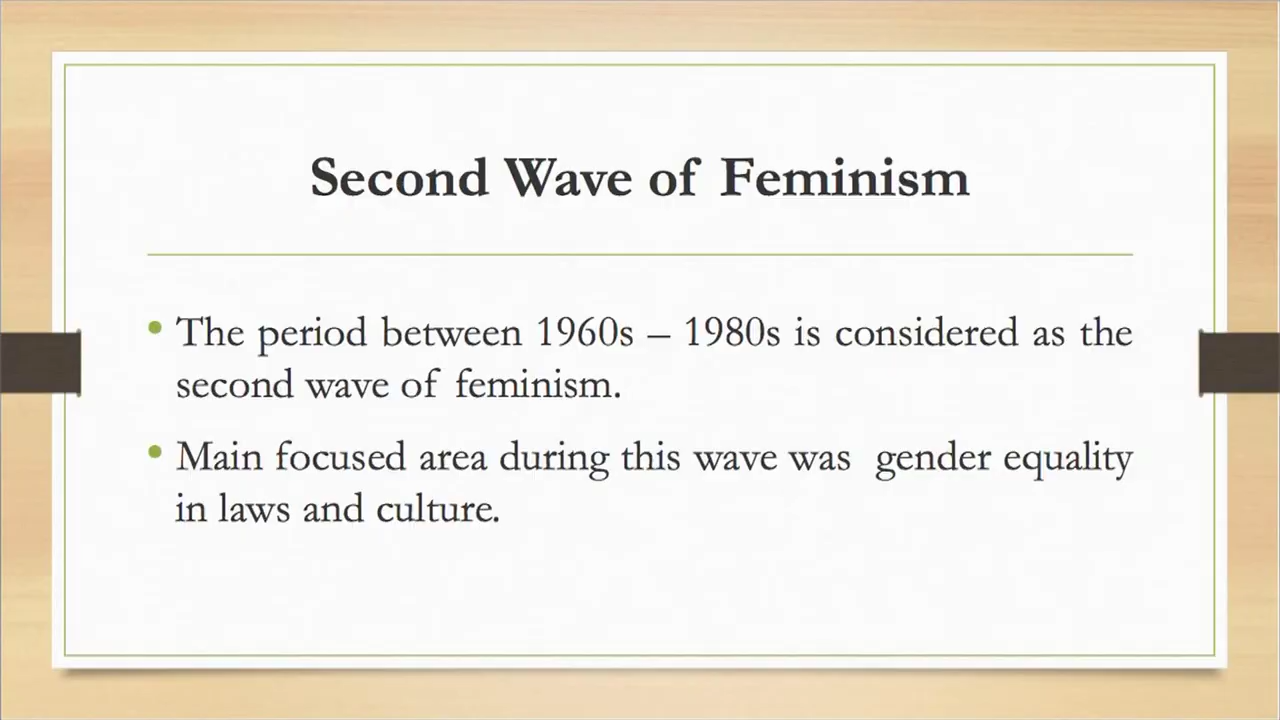 Second Wave of Feminism
• The period between 1960s – 1980s is considered as the
second wave of feminism.
• Main focused area during this wave was  gender equality
in laws and culture.